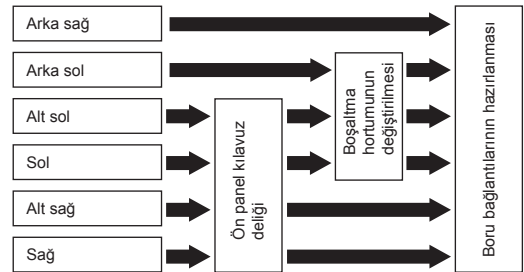 Arka sağ
Arka sol
Alt sol
Sol
Alt sağ
Sağ
Ön panel kılavuz
deliği
Boşaltma
hortumunun
değiştirilmesi
Boru bağlantılarının hazırlanması